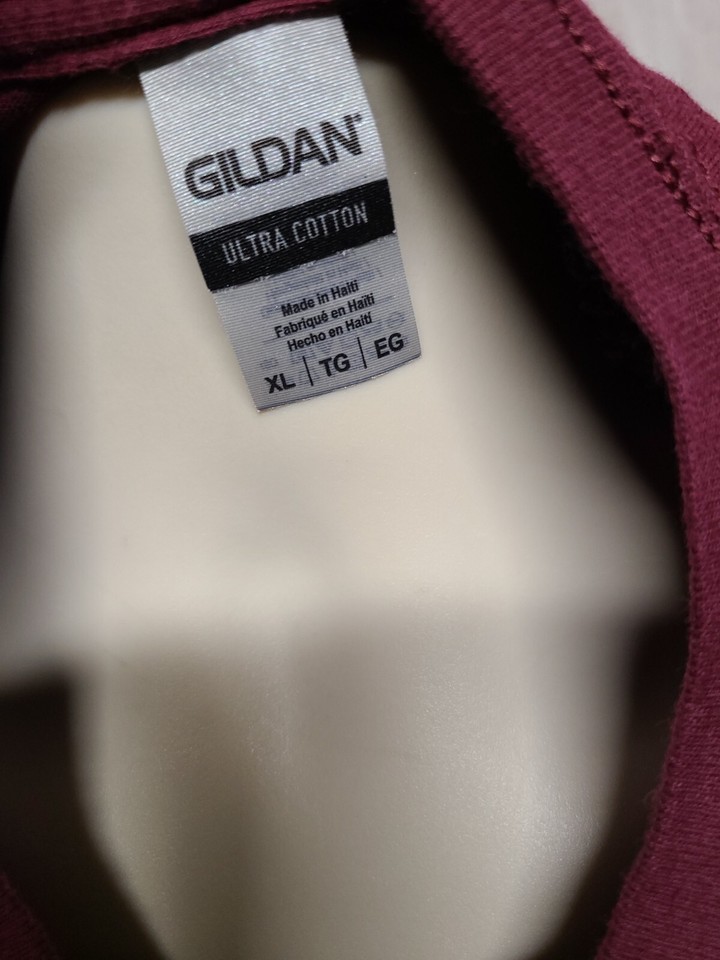 GILDAN
ULTRA COTTON
Made in Haiti
Fabriqué en Haïti
Hecho en Haití
XL | TG | EG